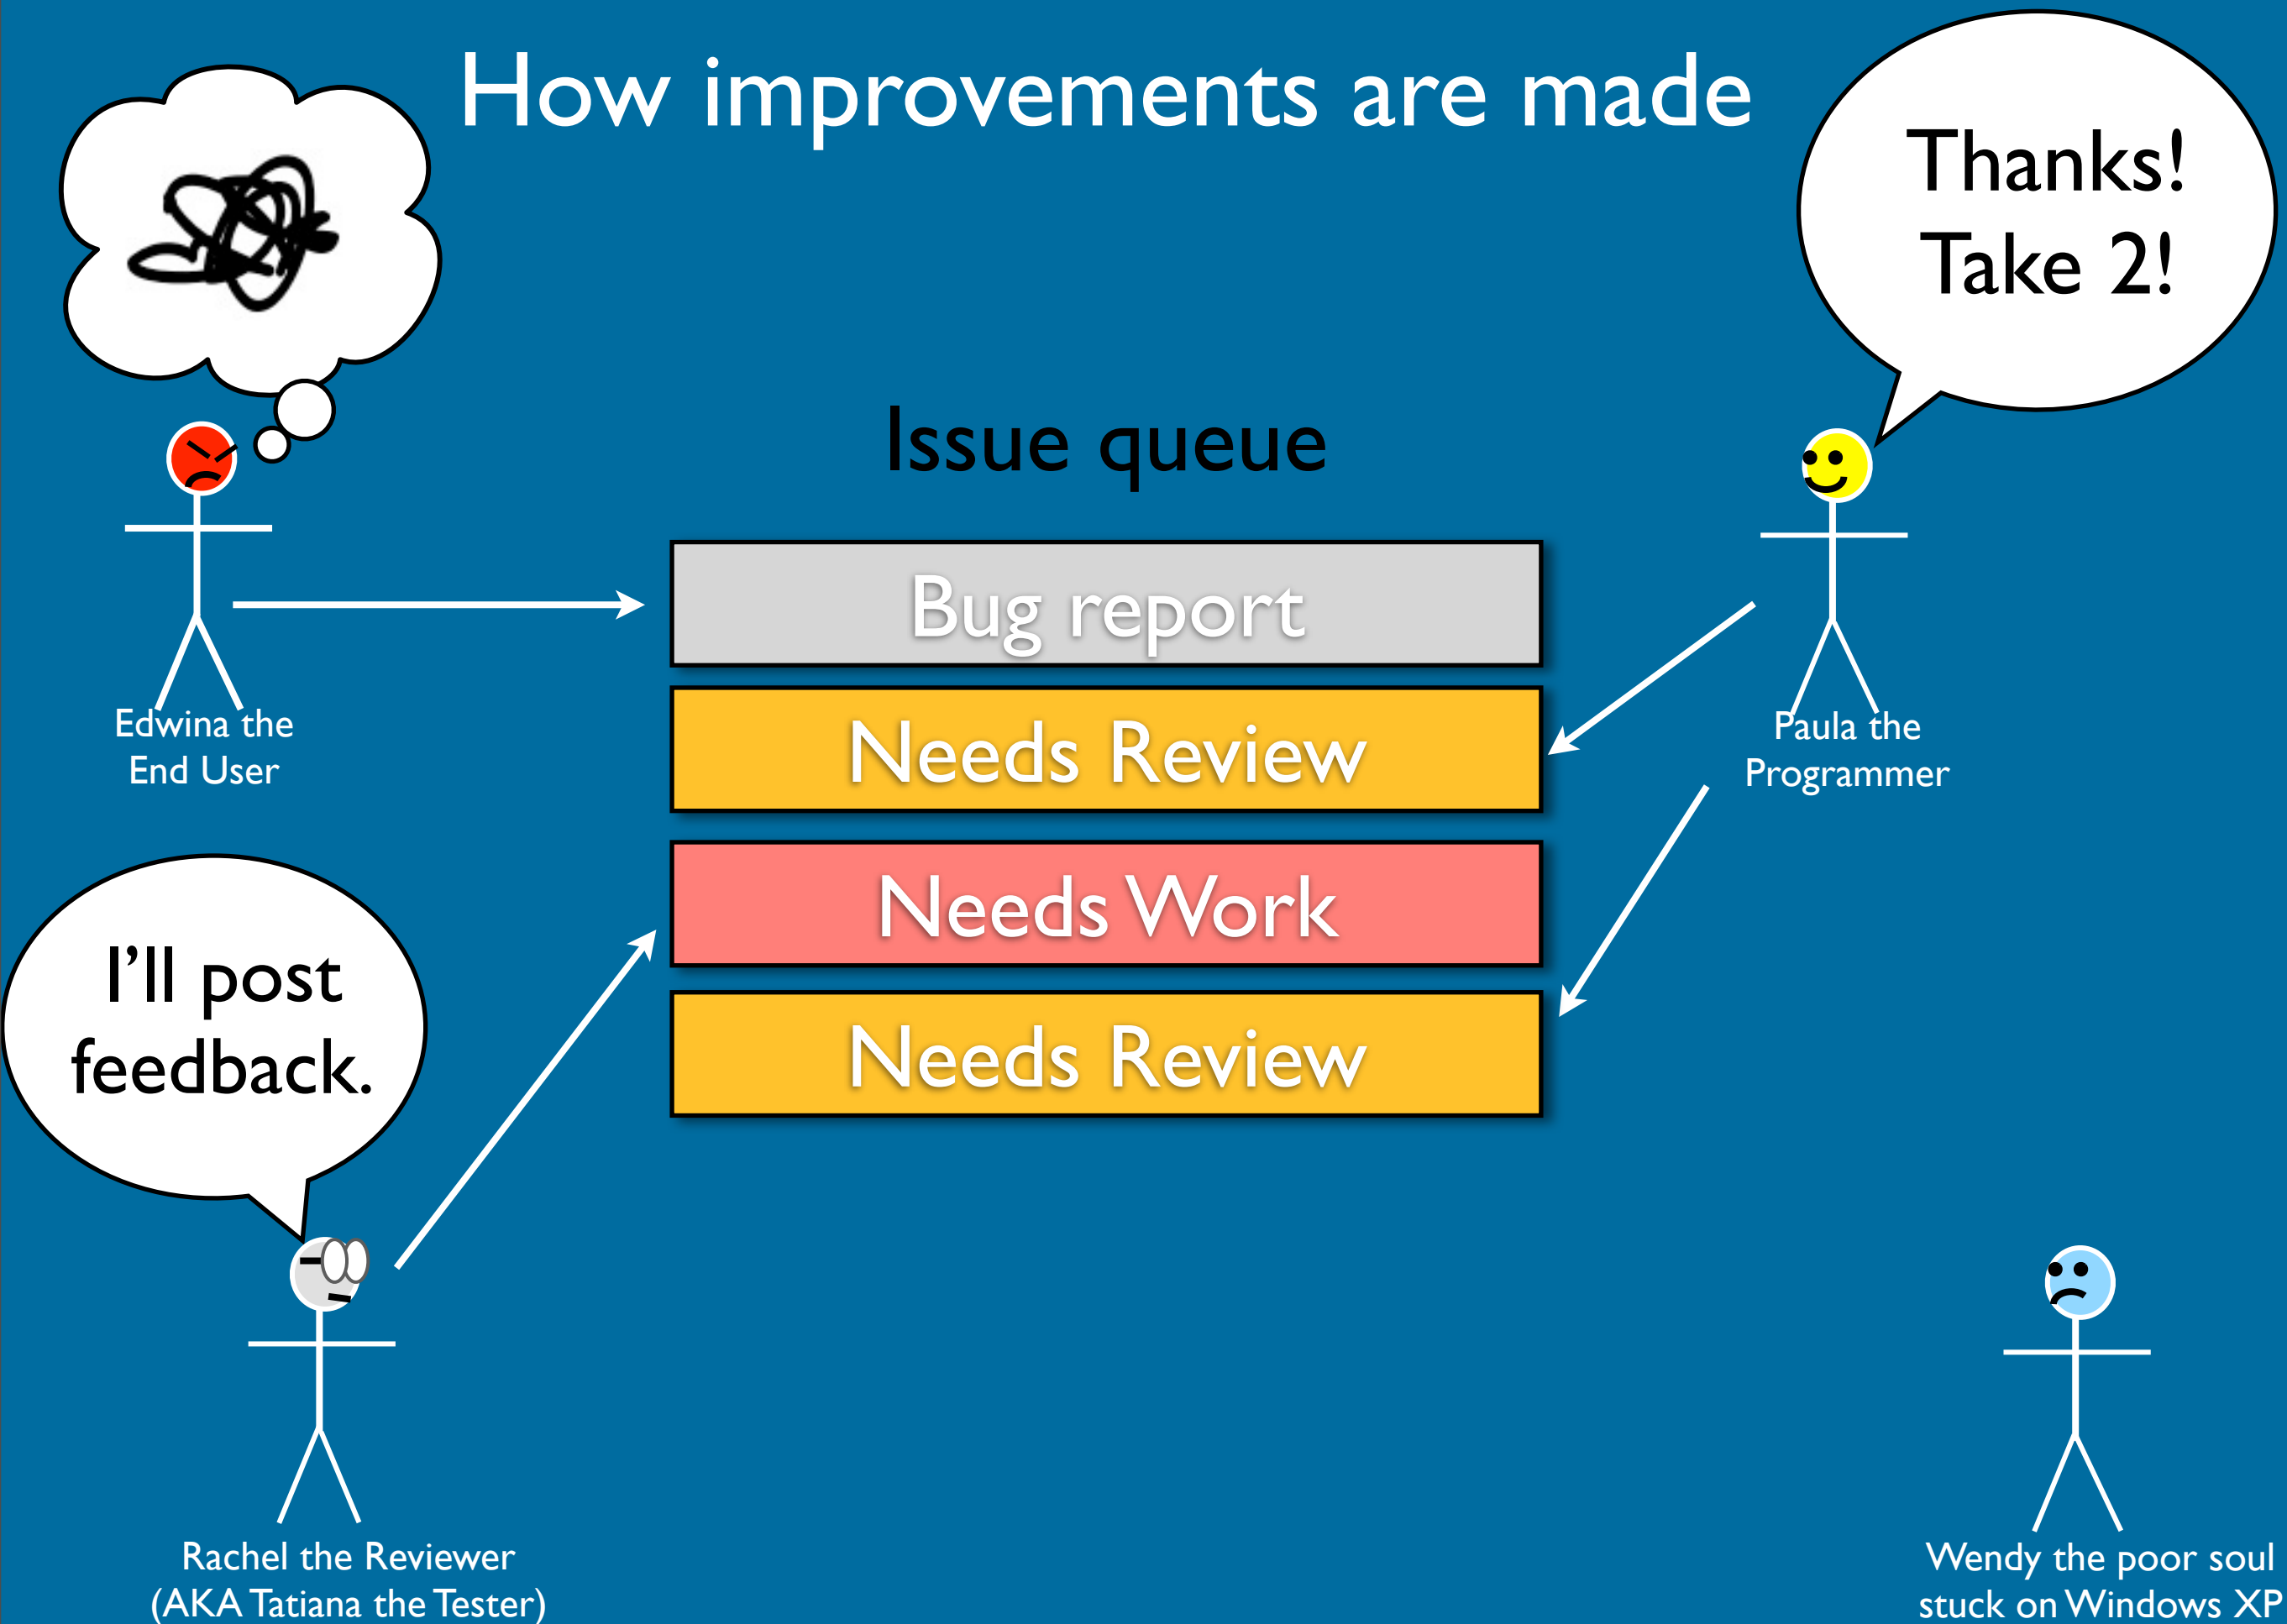 How improvements are made
Thanks!
Take 2!
Issue queue
Bug report
Needs Review
Edwina the
End User
Paula the
Programmer
Needs Work
I’ll post
feedback.
Needs Review
Rachel the Reviewer
(AKA Tatiana the Tester)
Wendy the poor soul
stuck on Windows XP